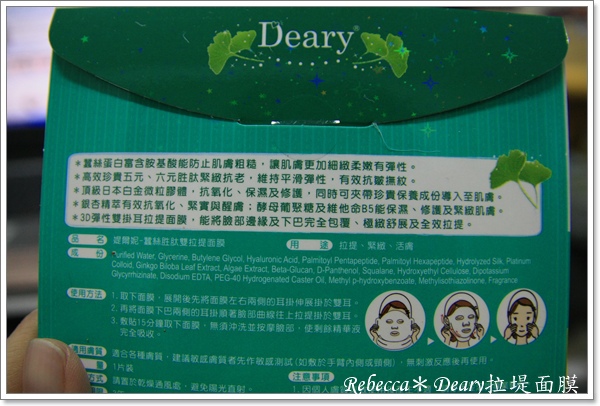 Deary®
*蠶絲蛋白富含胺基酸能防止肌膚粗糙，讓肌膚更加細緻柔嫩有彈性。
*高效珍貴五元、六元胜肽緊緻抗老，維持平滑彈性，有效抗皺撫紋。
*頂級日本白金微粒膠體，抗氧化、保濕及修護，同時可夾帶珍貴保養成份導入至肌膚。
*銀杏精萃有效抗氧化、緊實與醒膚；酵母葡聚糖及維他命B5能保濕、修護及緊緻肌膚
*3D彈性雙掛耳拉提面膜，能將臉部邊緣及下巴完全包覆、極緻舒展及全效拉提。
品名 媞爾妮·蠶絲胜肽雙拉提面膜 用途 拉提、緊緻、活膚
成份 Purified Water, Glycerine, Butylene Glycol, Hyaluronic Acid, Palmitoyl Pentapeptide, Palmitoyl Hexapeptide, Hydrolyzed Silk, Platinum
Colloid, Ginkgo Biloba Leaf Extract, Algae Extract, Beta-Glucan, D-Panthenol, Squalane, Hydroxyethyl Cellulose, Dipotassium
Glycyrrhizinate, Disodium EDTA, PEG-40 Hydrogenated Castor Oil, Methyl p-hydroxybenzoate, Methylisothiazolinone, Fragrance
使用方法 1. 取下面膜，展開後先將面膜左右兩側的耳掛伸展掛於雙耳。
2. 再將面膜下巴兩側的耳掛順著臉部曲線往上拉提掛於雙耳。
3. 敷貼15分鐘取下面膜，無須沖洗並按摩臉部，使剩餘精華液
完全吸收。
適用膚質 適合各種膚質，建議敏感膚質者先作敏感測試(如敷於手臂內側或頸側)，無刺激反應後再使用。
1片裝 注意事項
方式 請置於乾燥通風處，避免陽光直射。 1. 因個人膚質
Rebecca＊Deary拉堤面膜